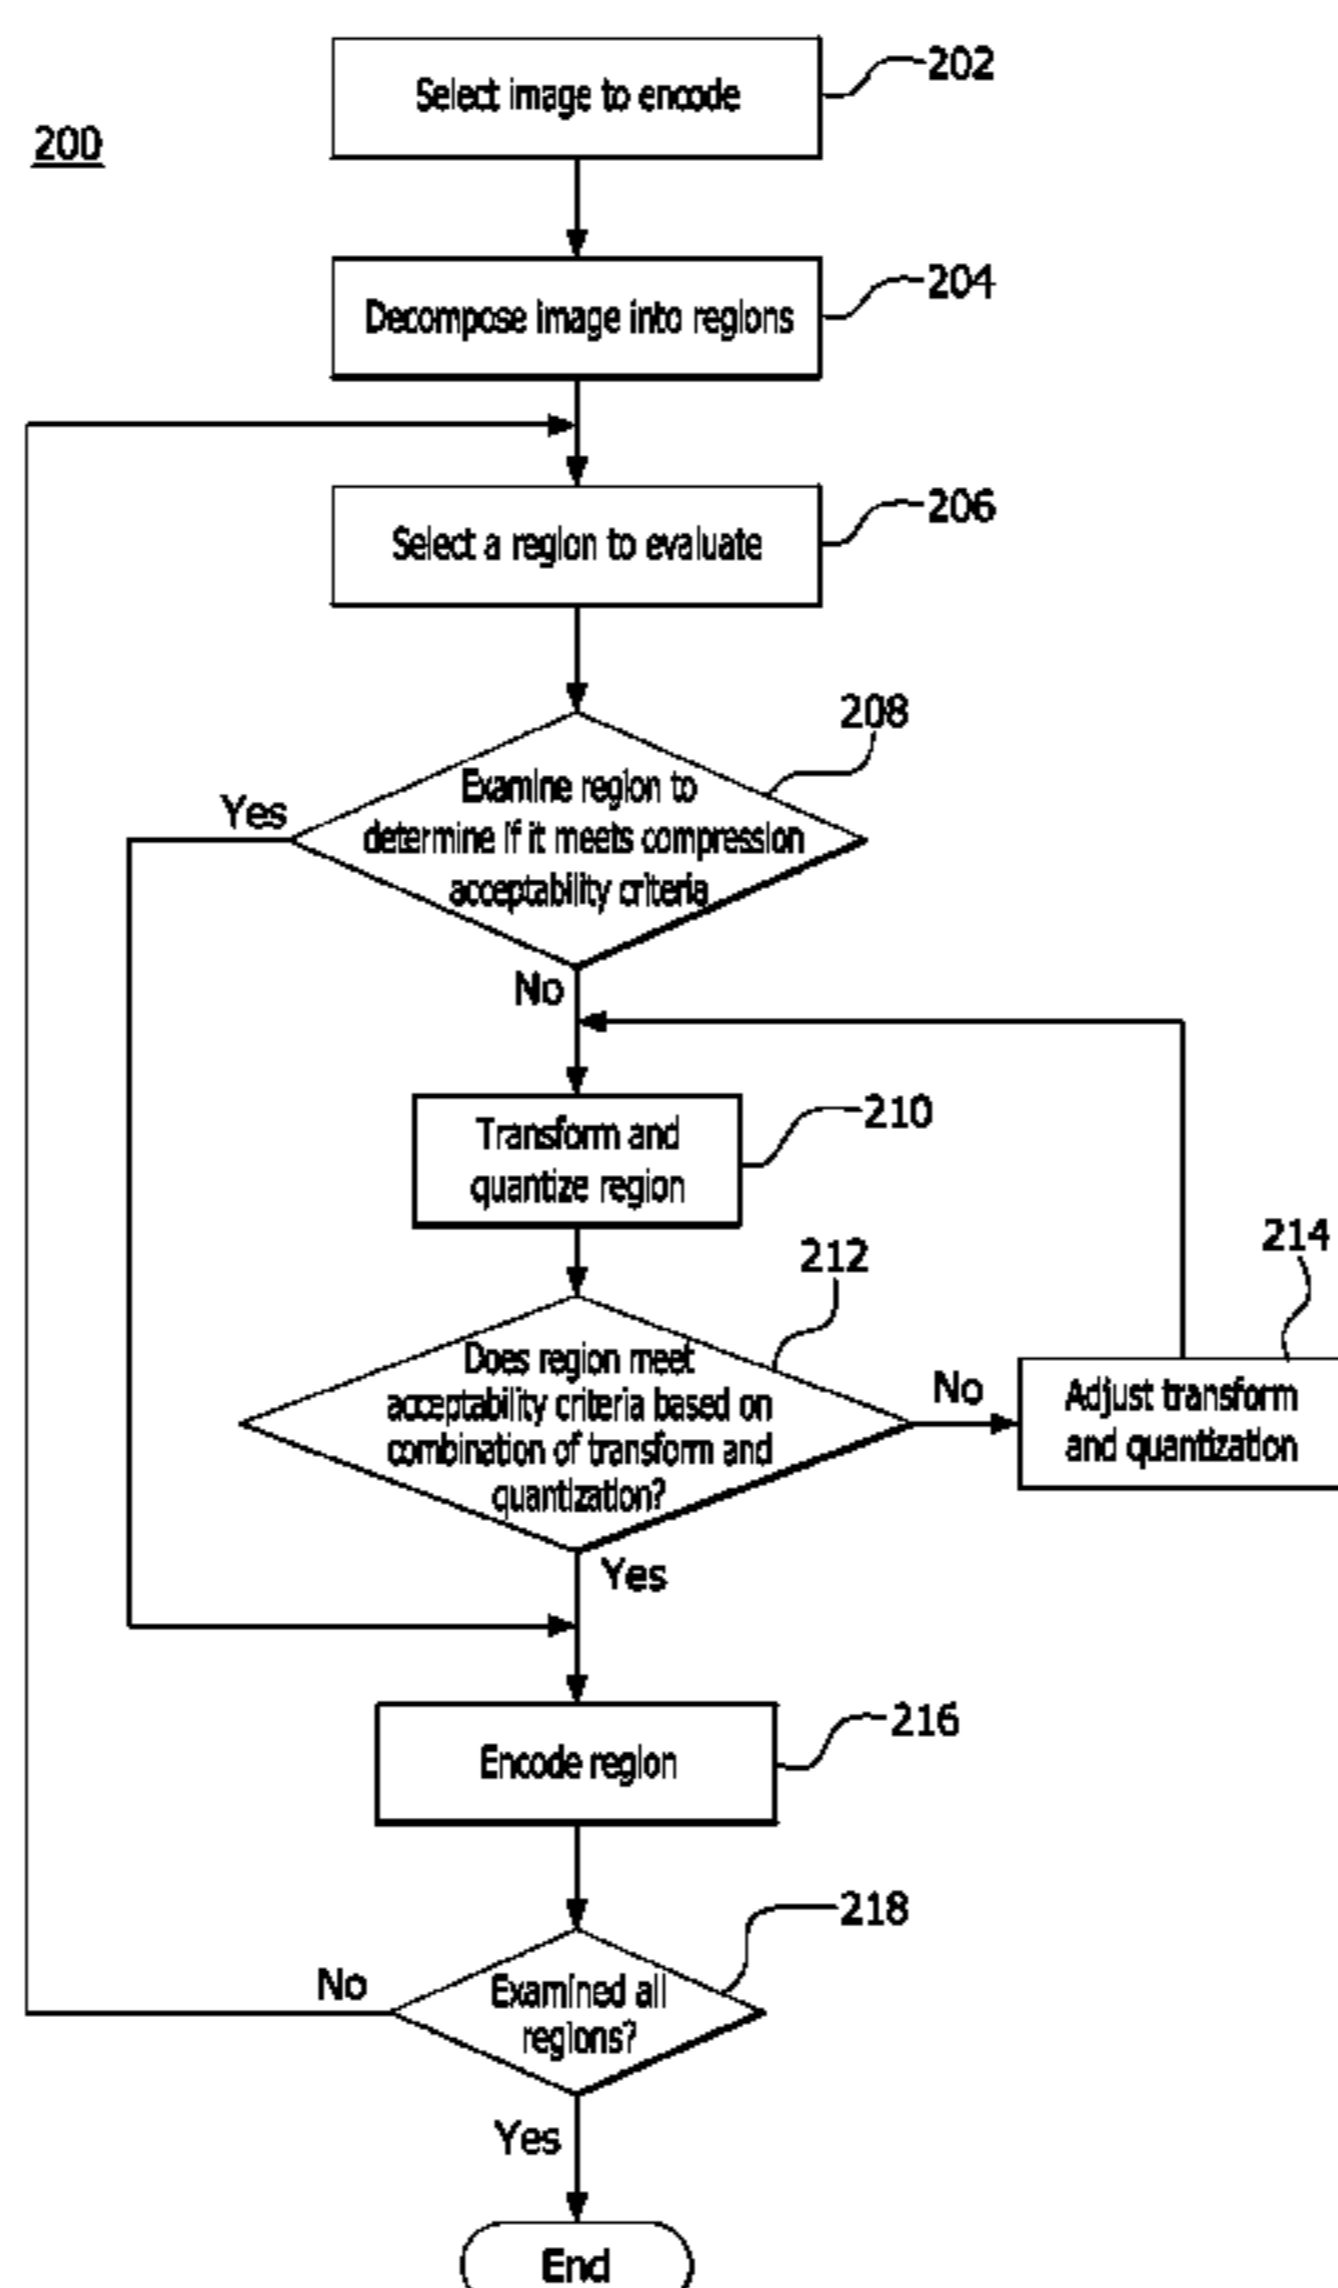 200
Select image to encode
202
Decompose image into regions
204
Select a region to evaluate
206
208
Examine region to
determine if it meets compression
acceptability criteria
Yes
No
Transform and
quantize region
210
212
Does region meet
acceptability criteria based on
combination of transform and
quantization?
No
214
Adjust transform
and quantization
Yes
Encode region
216
218
Examined all
regions?
No
Yes
End